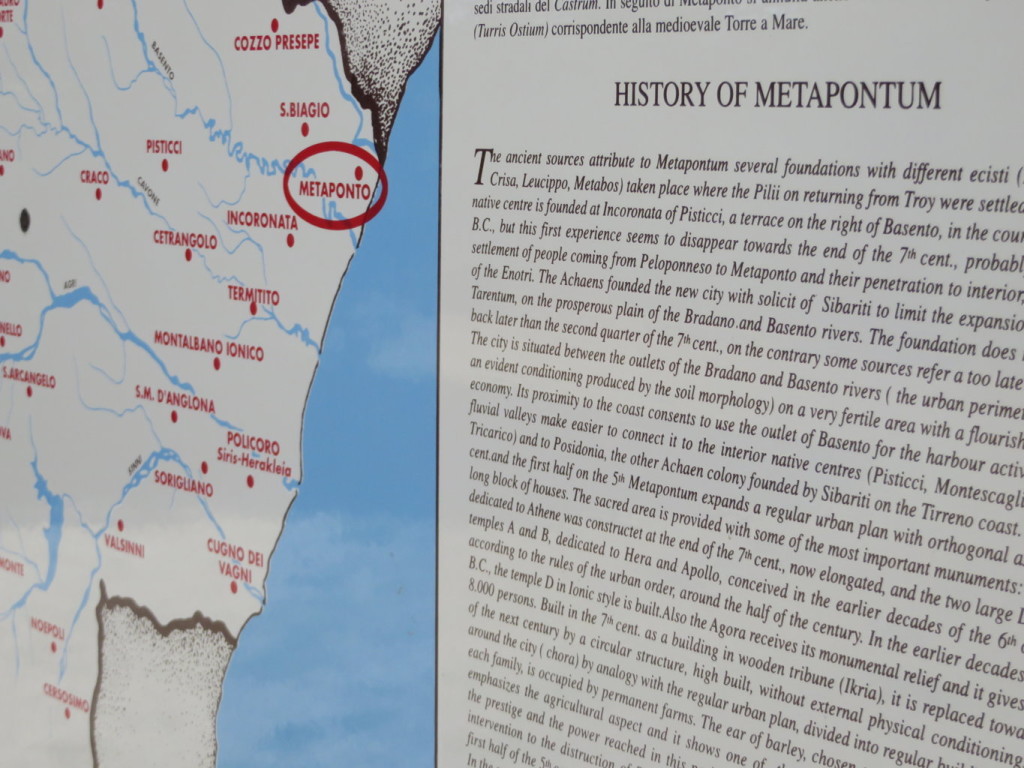 COZZO PRESEPE
BASENTO
S.BIAGIO
PISTICCI
CRACO
CAVONE
METAPONTO
INCORONATA
CETRANGOLO
TERMITITO
AGRI
MONTALBANO IONICO
S.ARCANGELO
S.M. D'ANGLONA
POLICORO
Siris-Herakleia
SORIGLIANO
SINNI
VALSINNI
CUGNO DEI
VAGNI
NOEPOLI
CERSOSIMO
sedi stradali del Castrum. In seguito di Metaponto si
(Turris Ostium) corrispondente alla medioevale Torre a Mare.
HISTORY OF METAPONTUM
The ancient sources attribute to Metapontum several foundations with different ecisti (
Crisa, Leucippo, Metabos) taken place where the Pilii on returning from Troy were settled
native centre is founded at Incoronata of Pisticci, a terrace on the right of Basento, in the
B.C., but this first experience seems to disappear towards the end of the 7th cent.,
settlement of people coming from Peloponneso to Metaponto and their penetration to interior,
of the Enotri. The Achaens founded the new city with solicit of Sibariti to limit the
Tarentum, on the prosperous plain of the Bradano.and Basento rivers. The foundation does
back later than the second quarter of the 7th cent., on the contrary some sources refer a too late
The city is situated between the outlets of the Bradano and Basento rivers ( the urban
an evident conditioning produced by the soil morphology) on a very fertile area with a
economy. Its proximity to the coast consents to use the outlet of Basento for the harbour
fluvial valleys make easier to connect it to the interior native centres (Pisticci,
Tricarico) and to Posidonia, the other Achaen colony founded by Sibariti on the Tirreno coast.
cent.and the first half on the 5th Metapontum expands a regular urban plan with orthogonal
long block of houses. The sacred area is provided with some of the most important munuments:
dedicated to Athene was constructet at the end of the 7th cent., now elongated, and the two large
temples A and B, dedicated to Hera and Apollo, conceived in the earlier decades of the 6th
according to the rules of the urban order, around the half of the century. In the earlier decades
B.C., the temple D in Ionic style is built.Also the Agora receives its monumental relief and it gives
8.000 persons. Built in the 7th cent. as a building in wooden tribune (Ikria), it is replaced
of the next century by a circular structure, high built, without external physical conditioning
around the city ( chora) by analogy with the regular urban plan, divided into regular
each family, is occupied by permanent farms. The ear of barley, chosen
emphasizes the agricultural aspect and it shows one of
the prestige and the power reached in this
intervention to the distruction of
first half of the 5th
In the